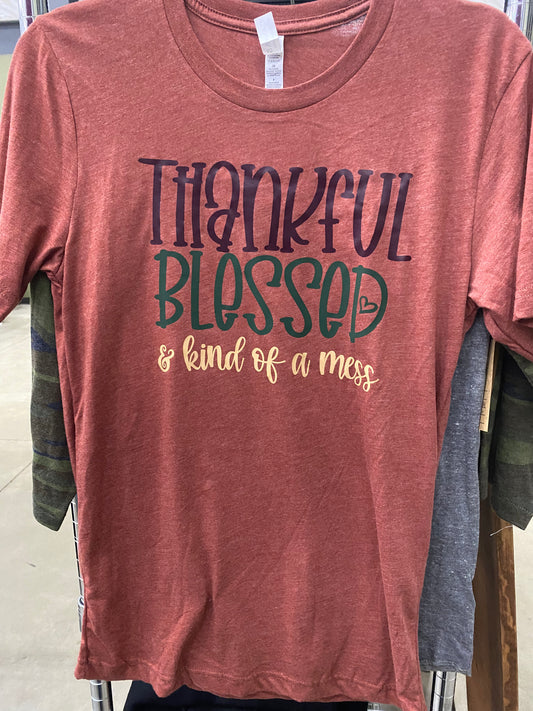 THANKFUL
BLESSED
& kind of a mess